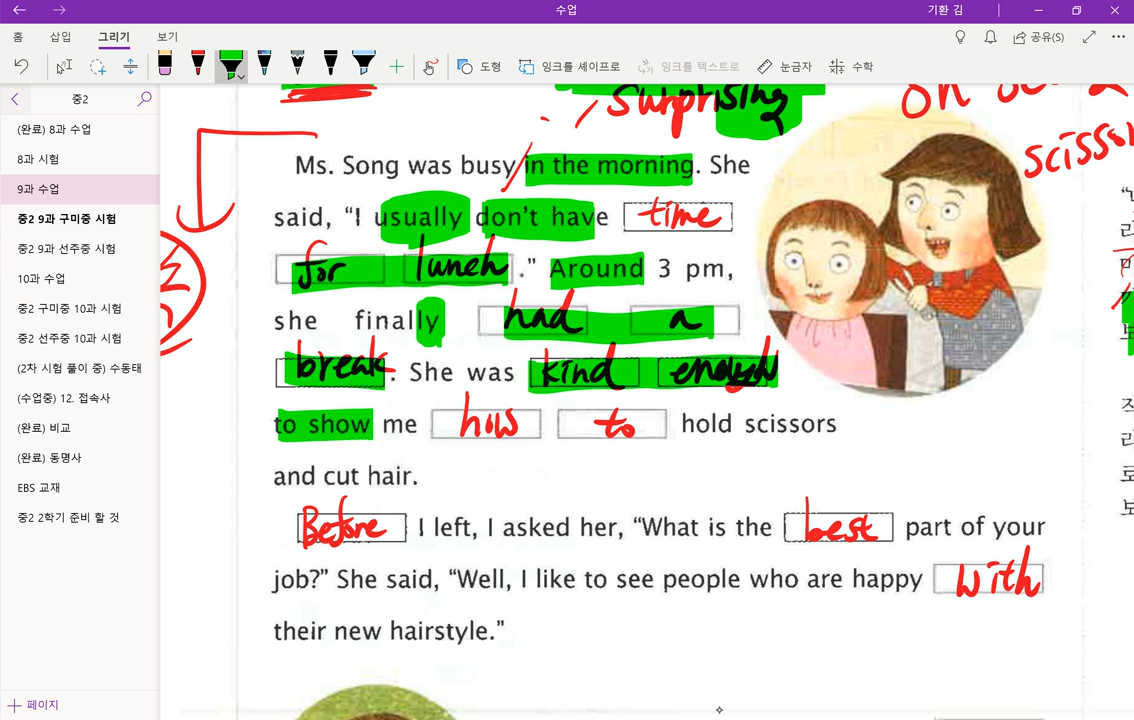 수업
기환 김
홈 삽입 그리기 보기
공유(S)
도형 잉크를 셰이프로 잉크를 텍스트로 눈금자 수학
중2
(완료) 8과 수업
8과 시험
9과 수업
중2 9과 구미중 시험
중2 9과 선주중 시험
10과 수업
중2 구미중 10과 시험
중2 선주중 10과 시험
(2차 시험 풀이 중) 수동태
(수업중) 12. 접속사
(완료) 비교
(완료) 동명사
EBS 교재
중2 2학기 준비 할 것
페이지
surprising
on
scissor
Ms. Song was busy in the morning. She
said, “I usually don’t have time
for lunch.” Around 3 pm,
she finally had a
break. She was kind enough
to show me how to hold scissors
and cut hair.
Before I left, I asked her, “What is the best part of your
job?” She said, “Well, I like to see people who are happy with
their new hairstyle.”